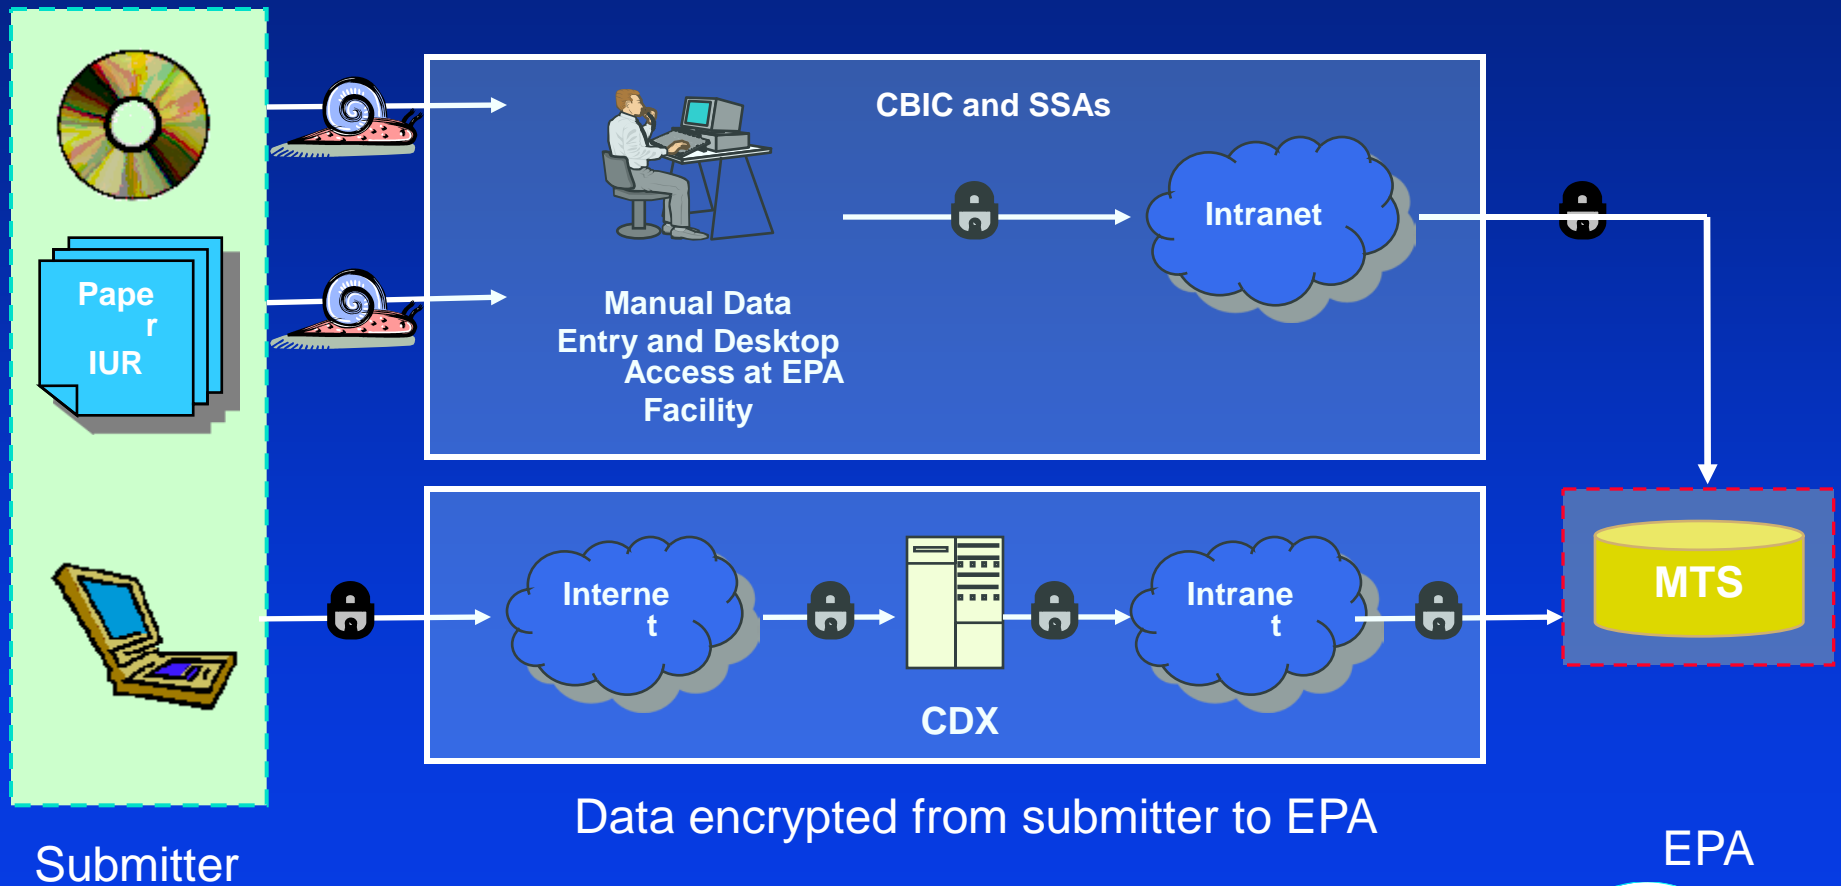 CBIC and SSAs
Pape
r
IUR
Manual Data
Entry and Desktop
Access at EPA
Facility
Intranet
Interne
t
CDX
Intrane
t
MTS
Data encrypted from submitter to EPA
Submitter
EPA